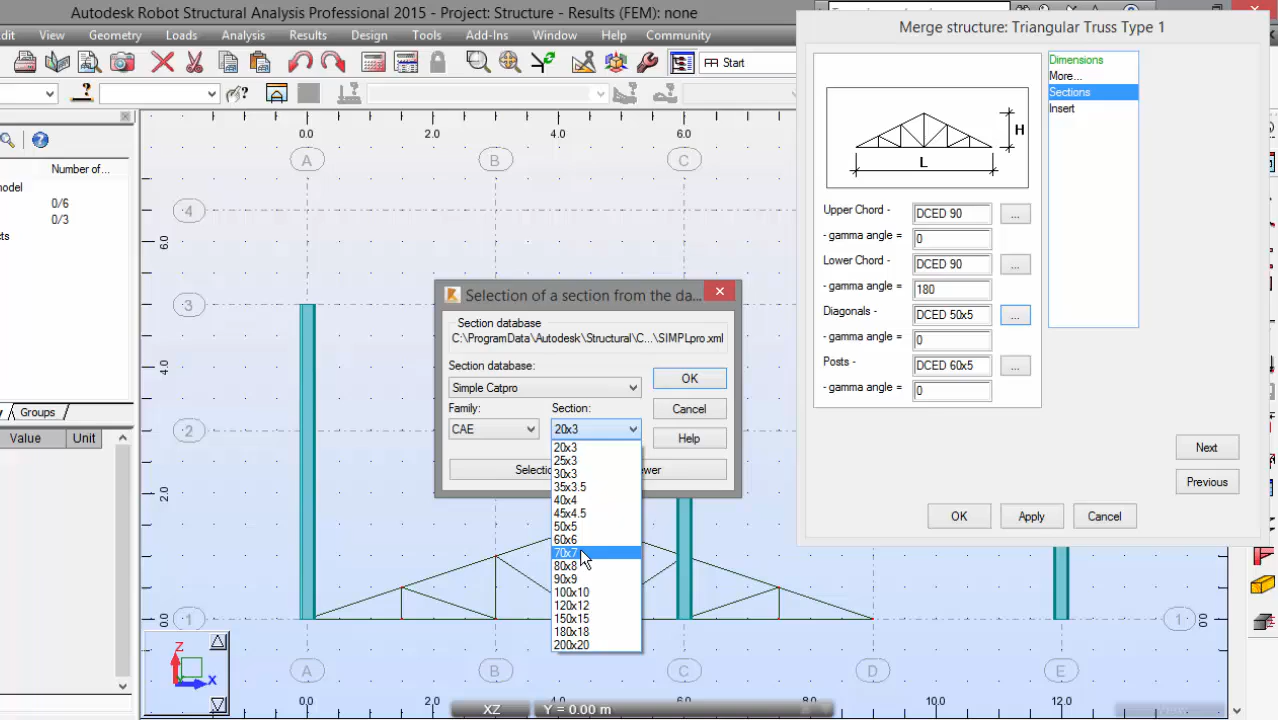 Autodesk Robot Structural Analysis Professional 2015 - Project: Structure - Results (FEM): none
dit View Geometry Loads Analysis Results Design Tools Add-Ins Window Help Community
Start
Number of...
nodel
0/6
0/3
cts
Groups
Value Unit
0.0 2.0 4.0 6.0
A B C
4
6.0
3
4.0
2
2.0
1
0.0
A B C D E
0.0 2.0 4.0 6.0 10.0 12.0
1
0.0
Z
X
XZ Y = 0.00 m
Selection of a section from the da...
Section database
C:\ProgramData\Autodesk\Structural\C...\SIMPLpro.xml
Section database:
Simple Catpro
OK
Family: Section:
CAE 20x3
Cancel
Help
Selectio
ewer
20x3
25x3
30x3
35x3.5
40x4
45x4.5
50x5
60x6
70x7
80x8
90x9
100x10
120x12
150x15
180x18
200x20
Merge structure: Triangular Truss Type 1
H
L
Dimensions
More...
Sections
Insert
Upper Chord - DCED 90 ...
- gamma angle = 0
Lower Chord - DCED 90 ...
- gamma angle = 180
Diagonals - DCED 50x5 ...
- gamma angle = 0
Posts - DCED 60x5 ...
- gamma angle = 0
Next
Previous
OK Apply Cancel